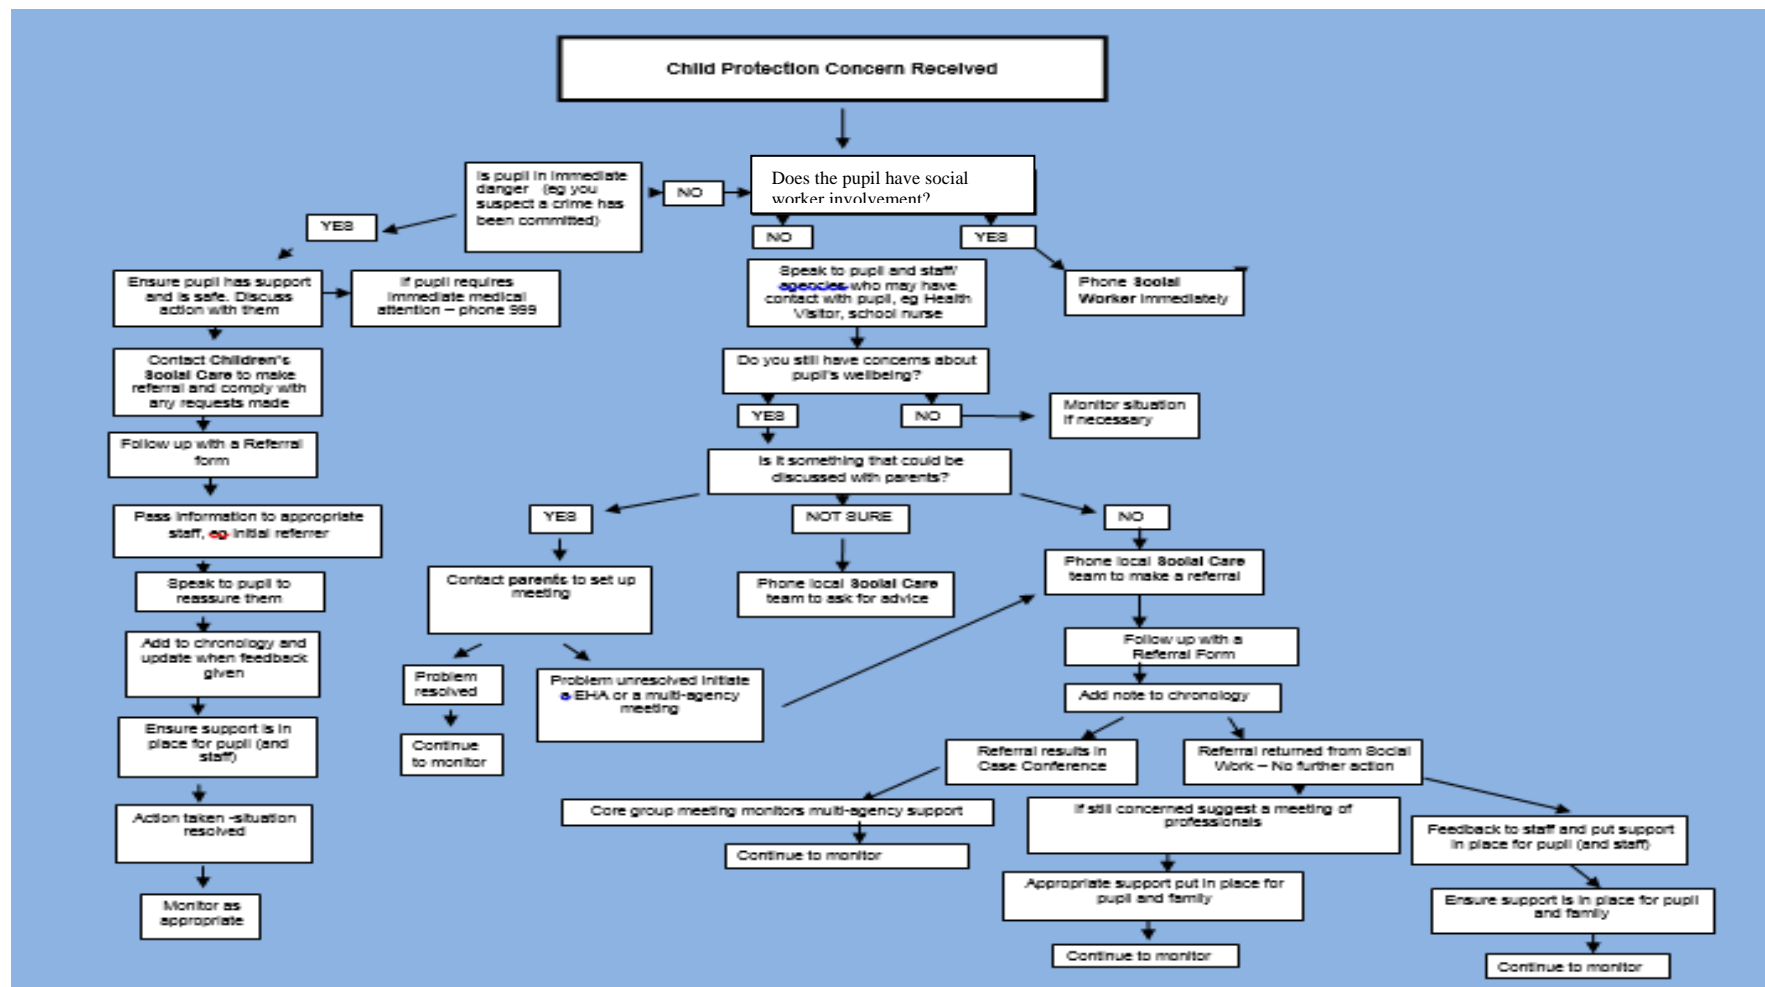 Child Protection Concern Received
Is pupil in immediate
danger (eg you
suspect a crime has
been committed)
NO
Does the pupil have social
worker involvement?
YES
NO
YES
Ensure pupil has support
and is safe. Discuss
action with them
If pupil requires
immediate medical
attention – phone 999
Speak to pupil and staff/
agencies who may have
contact with pupil, eg Health
Visitor, school nurse
Phone Social
Worker immediately
Contact Children's
Social Care to make
referral and comply with
any requests made
Do you still have concerns about
pupil's wellbeing?
YES
NO
Monitor situation
if necessary
Follow up with a Referral
form
Is it something that could be
discussed with parents?
Pass information to appropriate
staff, eg initial referrer
YES
NOT SURE
NO
Speak to pupil to
reassure them
Contact parents to set up
meeting
Phone local Social Care
team to ask for advice
Phone local Social Care
team to make a referral
Add to chronology and
update when feedback
given
Follow up with a
Referral Form
Problem
resolved
Problem unresolved initiate
a EHA or a multi-agency
meeting
Add note to chronology
Ensure support is in
place for pupil (and
staff)
Continue
to monitor
Referral results in
Case Conference
Referral returned from Social
Work – No further action
Action taken -situation
resolved
Core group meeting monitors multi-agency support
If still concerned suggest a meeting of
professionals
Feedback to staff and put support
in place for pupil (and staff)
Continue to monitor
Monitor as
appropriate
Appropriate support put in place for
pupil and family
Ensure support is in place for pupil
and family
Continue to monitor
Continue to monitor